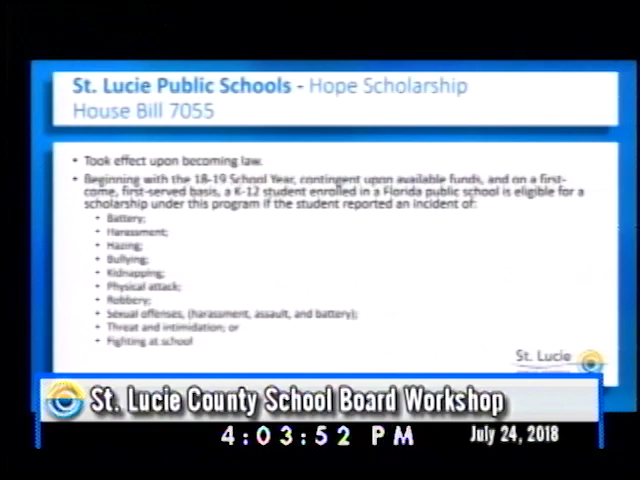 St. Lucie Public Schools - Hope Scholarship
House Bill 7055
• Took effect upon becoming law.
• Beginning with the 18-19 School Year, contingent upon available funds, and on a first-
come, first-served basis, a K-12 student enrolled in a Florida public school is eligible for a
scholarship under this program if the student reported an incident of:
• Battery;
• Harassment;
• Hazing;
• Bullying;
• Kidnapping;
• Physical attack;
• Robbery;
• Sexual offenses, (harassment, assault, and battery);
• Threat and intimidation; or
• Fighting at school
St. Lucie
St. Lucie County School Board Workshop
4:03:52 PM
July 24, 2018